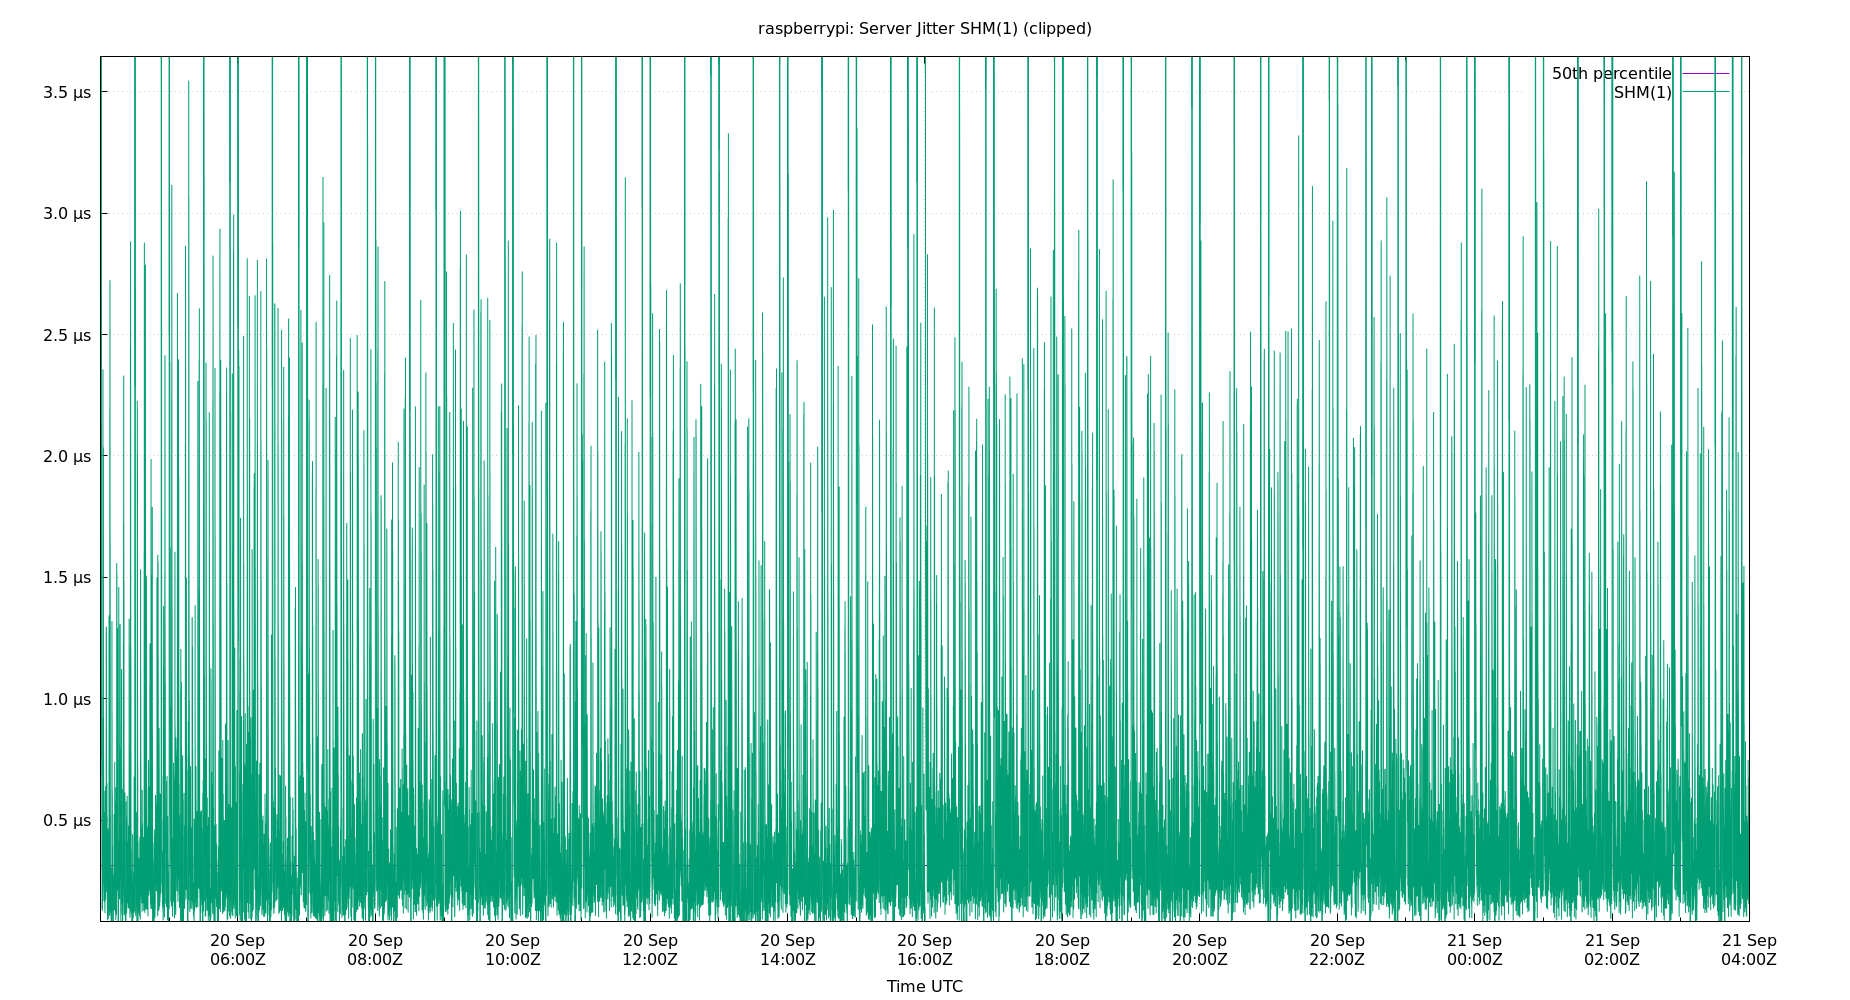 raspberrypi: Server Jitter SHM(1) (clipped)
50th percentile
SHM(1)
3.5 µs
3.0 µs
2.5 µs
2.0 µs
1.5 µs
1.0 µs
0.5 µs
20 Sep 20 Sep 20 Sep 20 Sep 20 Sep 20 Sep 20 Sep 20 Sep 20 Sep 21 Sep 21 Sep 21 Sep
06:00Z 08:00Z 10:00Z 12:00Z 14:00Z 16:00Z 18:00Z 20:00Z 22:00Z 00:00Z 02:00Z 04:00Z
Time UTC